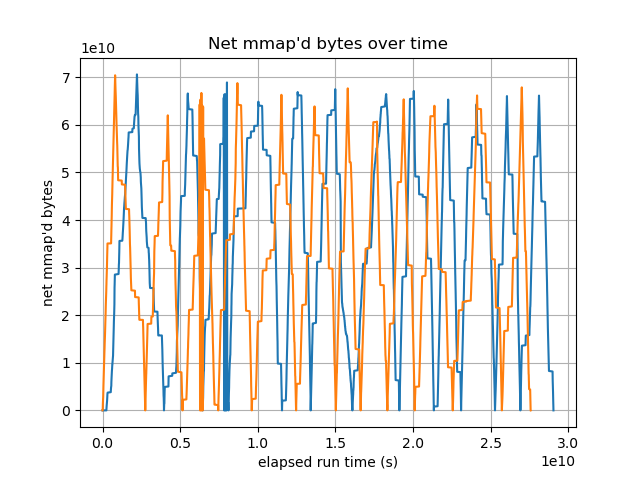 Net mmap'd bytes over time
1e10
7
6
5
4
3
2
1
0
net mmap'd bytes
0.0 0.5 1.0 1.5 2.0 2.5 3.0
elapsed run time (s)
1e10